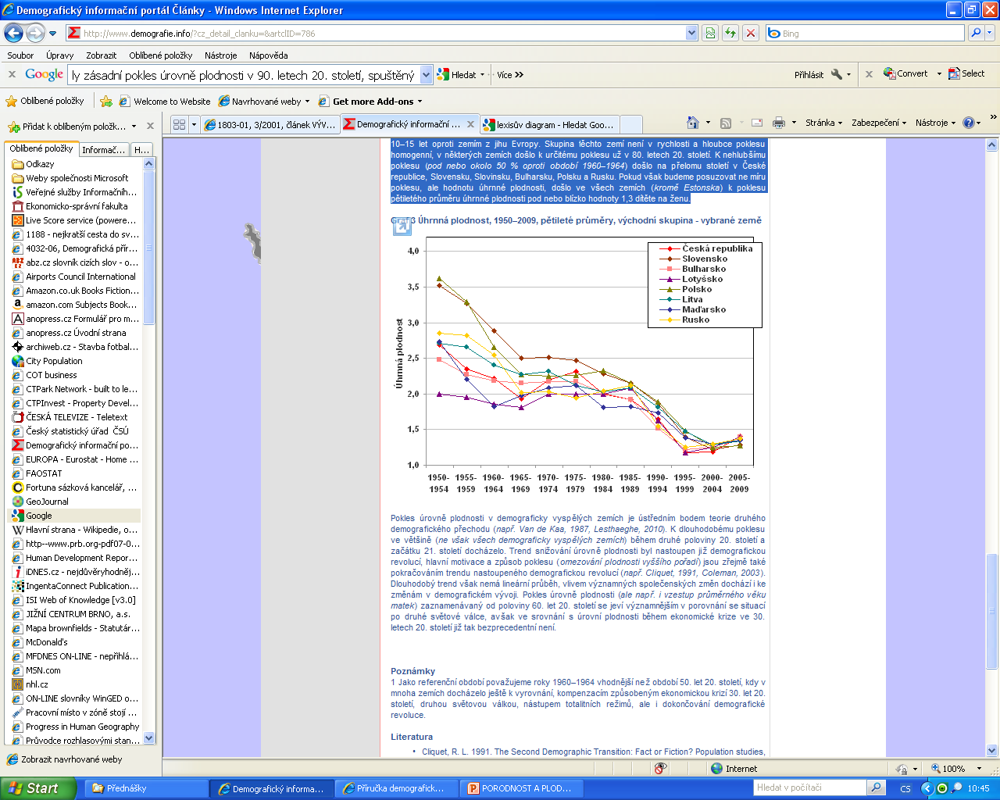 Demografický informační portál Články - Windows Internet Explorer
http://www.demografie.info/?cz_detail_clanku=&artclID=786
Bing
Soubor Úpravy Zobrazit Oblíbené položky Nástroje Nápověda
Google ly zásadní pokles úrovně plodnosti v 90. letech 20. století, spuštěný Hledat Více >> Přihlásit Convert Select
Oblíbené položky Welcome to Website Navrhované weby Get more Add-ons
Přidat k oblíbeným položk...
1803-01, 3/2001, článek VÝV... Demografický informační ... lexisův diagram - Hledat Goo...
Stránka Zabezpečení Nástroje
Oblíbené položky Informač... H...
Odkazy
Weby společnosti Microsoft
Veřejné služby Informačníh...
Ekonomicko-správní fakulta
Live Score service (powere...
1188 - nejkratší cesta do sv...
4032-06, Demografická přír...
abz.cz slovník cizích slov - o...
Airports Council International
Amazon.co.uk Books Fiction...
amazon.com Subjects Book...
anopress.cz Formulář pro m...
anopress.cz Úvodní strana
archiweb.cz - Stavba fotbal...
City Population
COT business
CTPark Network - built to le...
CTPInvest - Property Devel...
ČESKÁ TELEVIZE - Teletext
Český statistický úřad ČSÚ
Demografický informační po...
EUROPA - Eurostat - Home ...
FAOSTAT
Fortuna sázková kancelář, ...
GeoJournal
Google
Hlavní strana - Wikipedie, o...
http--www.prb.org-pdf07-0...
Human Development Repor...
iDNES.cz - nejdůvěryhodněj...
IngentaConnect Publication...
ISI Web of Knowledge [v3.0]
JIŽNÍ CENTRUM BRNO, a.s.
Mapa brownfields - Statutár...
McDonald's
MFDNES ON-LINE - nepřihlá...
MSN.com
nhl.cz
ON-LINE slovníky WinGED o...
Pracovní místo v zóně stojí ...
Progress in Human Geography
Průvodce rozhlasovými stan...
Zobrazit navrhované weby
10–15 let oproti zemím z jihu Evropy. Skupina těchto zemí není v rychlosti a hloubce poklesu
homogenní, v některých zemích došlo k určitému poklesu už v 80. letech 20. století. K nehlubšímu
poklesu (pod nebo okolo 50 % oproti období 1960–1964) došlo na přelomu století v České
republice, Slovensku, Slovinsku, Bulharsku, Polsku a Rusku. Pokud však budeme posuzovat ne míru
poklesu, ale hodnotu úhrnné plodnosti, došlo ve všech zemích (kromě Estonska) k poklesu
pětiletého průměru úhrnné plodnosti pod nebo blízko hodnoty 1,3 dítěte na ženu.
Graf 3 Úhrnná plodnost, 1950–2009, pětileté průměry, východní skupina - vybrané země
Úhrnná plodnost
4,0
3,5
3,0
2,5
2,0
1,5
1,0
Česká republika
Slovensko
Bulharsko
Lotyšsko
Polsko
Litva
Maďarsko
Rusko
1950- 1955- 1960- 1965- 1970- 1975- 1980- 1985- 1990- 1995- 2000- 2005-
1954 1959 1964 1969 1974 1979 1984 1989 1994 1999 2004 2009
Pokles úrovně plodnosti v demograficky vyspělých zemích je ústředním bodem teorie druhého
demografického přechodu (např. Van de Kaa, 1987, Lesthaeghe, 2010). K dlouhodobému poklesu
ve většině (ne však všech demograficky vyspělých zemích) během druhé poloviny 20. století a
začátku 21. století docházelo. Trend snižování úrovně plodnosti byl nastoupen již demografickou
revolucí, hlavní motivace a způsob poklesu (omezování plodnosti vyššího pořadí) jsou zřejmě také
pokračováním trendu nastoupeného demografickou revolucí (např. Cliquet, 1991, Coleman, 2003).
Dlouhodobý trend však nemá lineární průběh, vlivem významných společenských změn dochází i ke
změnám v demografickém vývoji. Pokles úrovně plodnosti (ale např. i vzestup průměrného věku
matek) zaznamenávaný od poloviny 60. let 20. století se jeví významnějším v porovnání se situací
po druhé světové válce, avšak ve srovnání s úrovní plodnosti během ekonomické krize ve 30.
letech 20. století již tak bezprecedentní není.
Poznámky
1 Jako referenční období považujeme roky 1960–1964 vhodnější než období 50. let 20. století, kdy v
mnoha zemích docházelo ještě k vyrovnání, kompenzacím způsobeným ekonomickou krizí 30. let 20.
století, druhou světovou válkou, nástupem totalitních režimů, ale i dokončování demografické
revoluce.
Literatura
• Cliquet, R. L. 1991. The Second Demographic Transition: Fact or Fiction? Population studies,
Internet 100%
Start Přednášky Demografický informa... Příručka demografick... PORODNOST A PLOD... Hledat v počítači CS 10:45